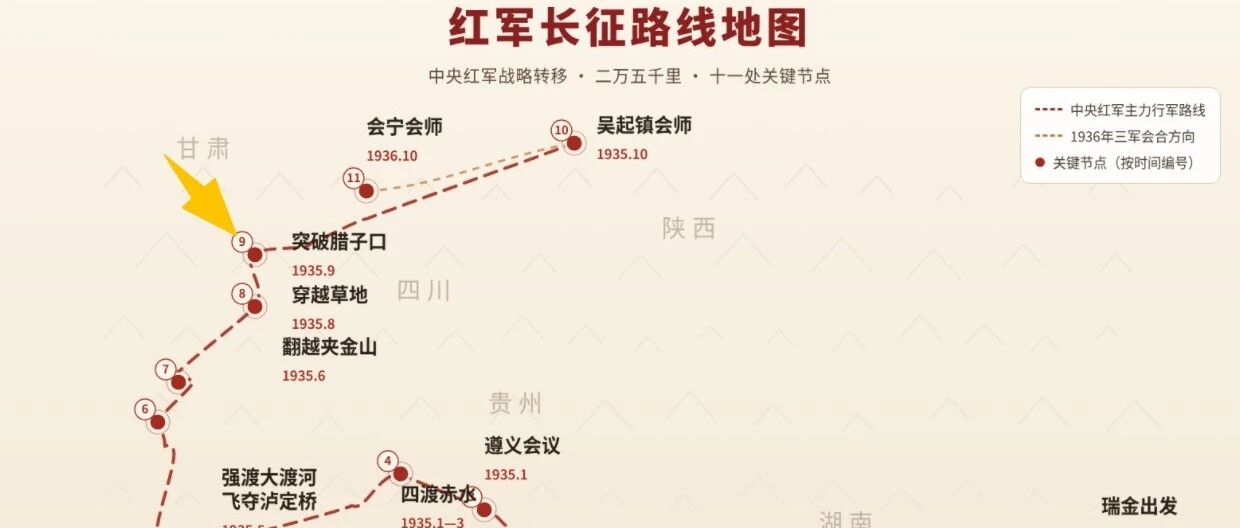 红军长征路线地图
中央红军战略转移 · 二万五千里 · 十一处关键节点
中央红军主力行军路线
1936年三军会合方向
关键节点（按时间编号）
甘肃
会宁会师
1936.10
11
10
吴起镇会师
1935.10
陕西
9
突破腊子口
1935.9
8
穿越草地
1935.8
四川
翻越夹金山
1935.6
7
6
贵州
遵义会议
1935.1
4
四渡赤水
1935.1—3
强渡大渡河
飞夺泸定桥
瑞金出发
湖南